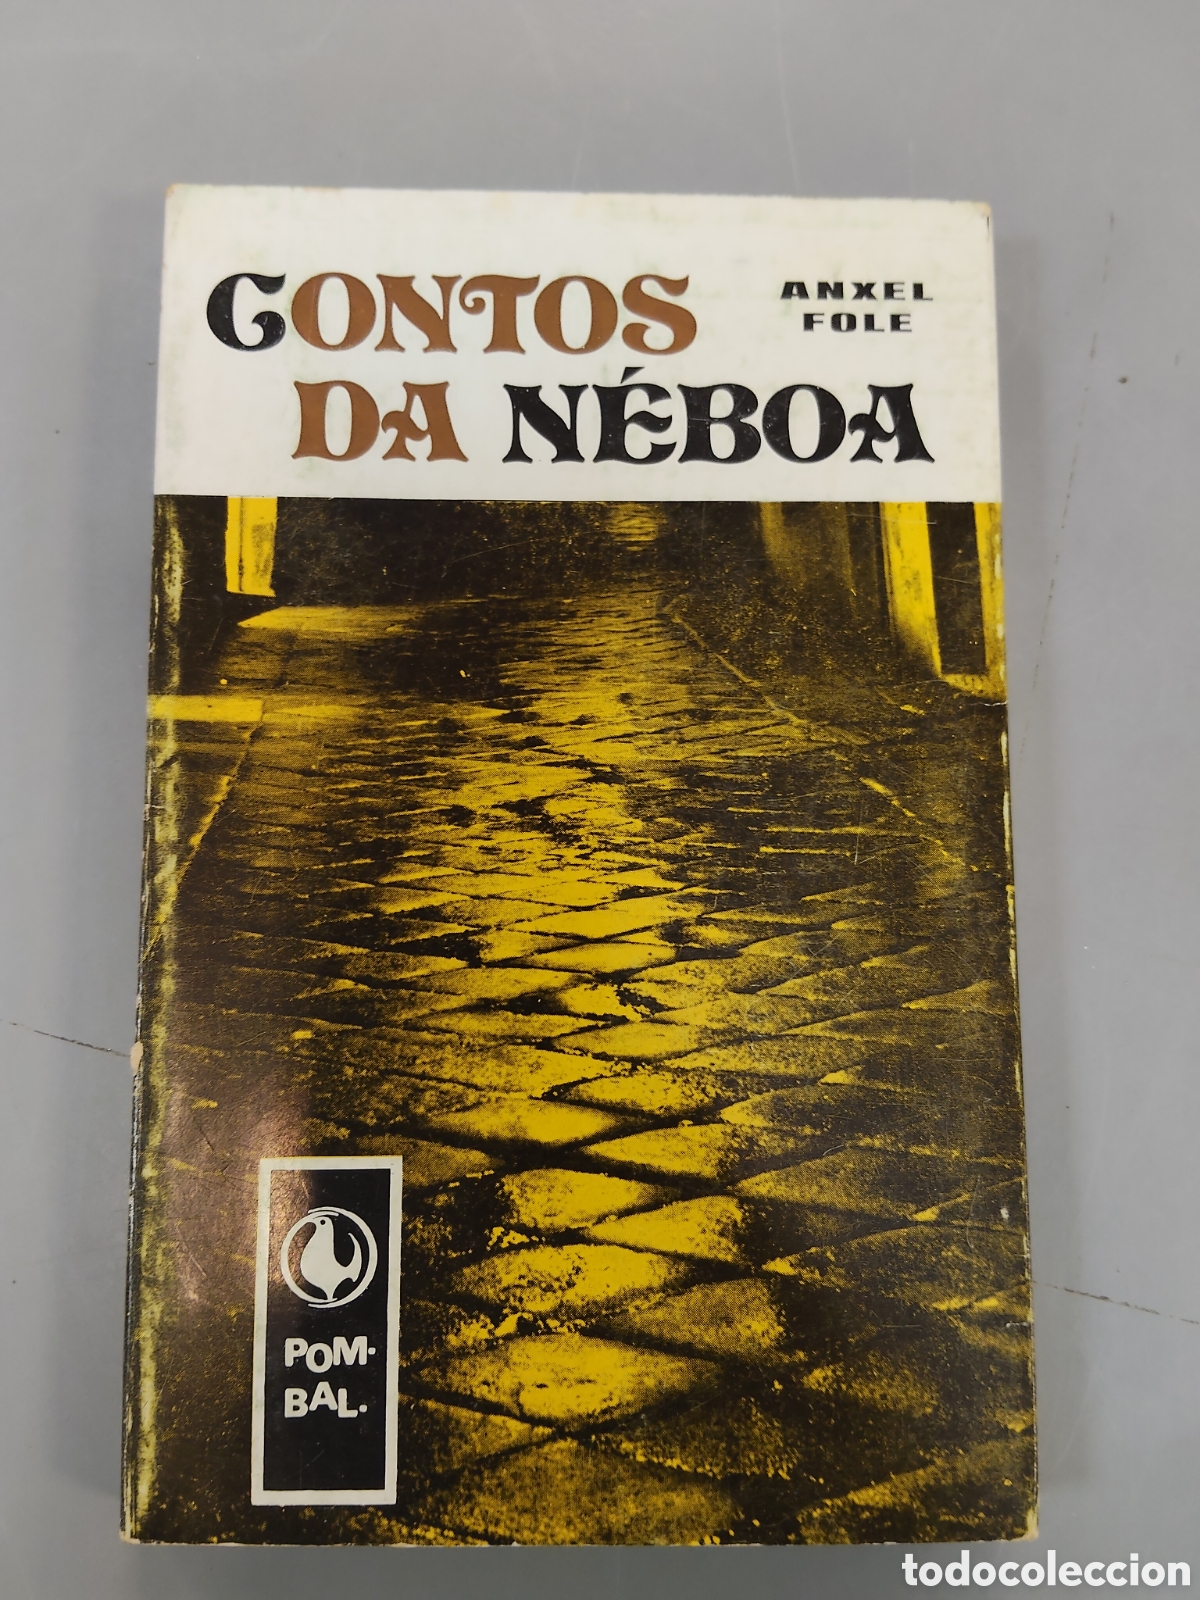 CONTOS
DA NÉBOA
ANXEL
FOLE
POM-
BAL.
todocoleccion